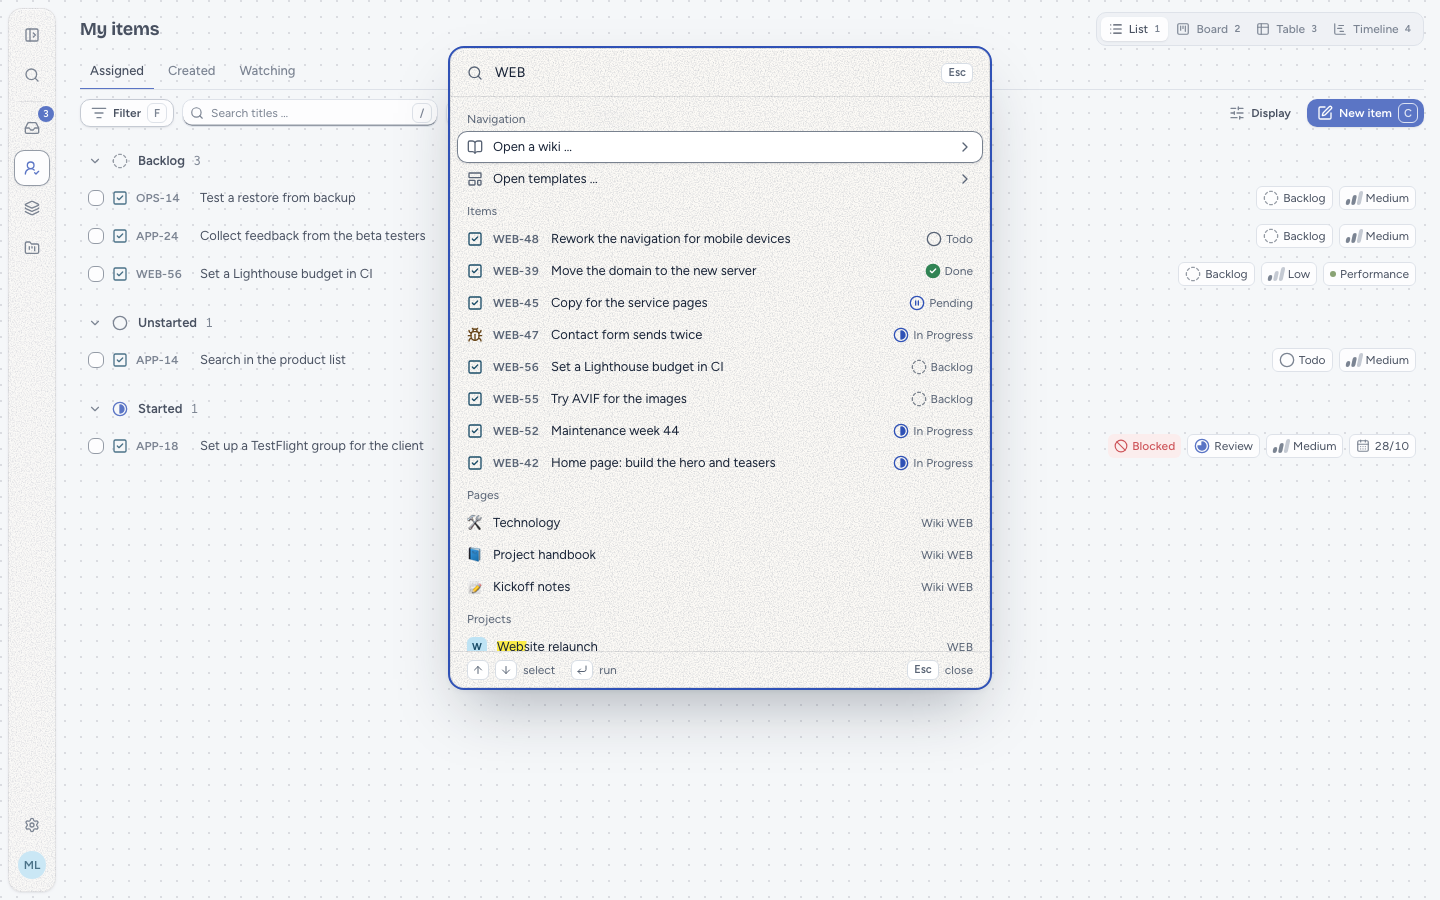 My items
List 1
Board 2
Table 3
Timeline 4
Assigned
Created
Watching
Filter F
Search titles ... /
Display
New item C
3
Backlog 3
OPS-14 Test a restore from backup Backlog Medium
APP-24 Collect feedback from the beta testers Backlog Medium
WEB-56 Set a Lighthouse budget in CI Backlog Low Performance
Unstarted 1
APP-14 Search in the product list Todo Medium
Started 1
APP-18 Set up a TestFlight group for the client Blocked Review Medium 28/10
ML
WEB Esc
Navigation
Open a wiki ...
Open templates ...
Items
WEB-48 Rework the navigation for mobile devices Todo
WEB-39 Move the domain to the new server Done
WEB-45 Copy for the service pages Pending
WEB-47 Contact form sends twice In Progress
WEB-56 Set a Lighthouse budget in CI Backlog
WEB-55 Try AVIF for the images Backlog
WEB-52 Maintenance week 44 In Progress
WEB-42 Home page: build the hero and teasers In Progress
Pages
Technology Wiki WEB
Project handbook Wiki WEB
Kickoff notes Wiki WEB
Projects
W Website relaunch WEB
↑ ↓ select ↵ run Esc close